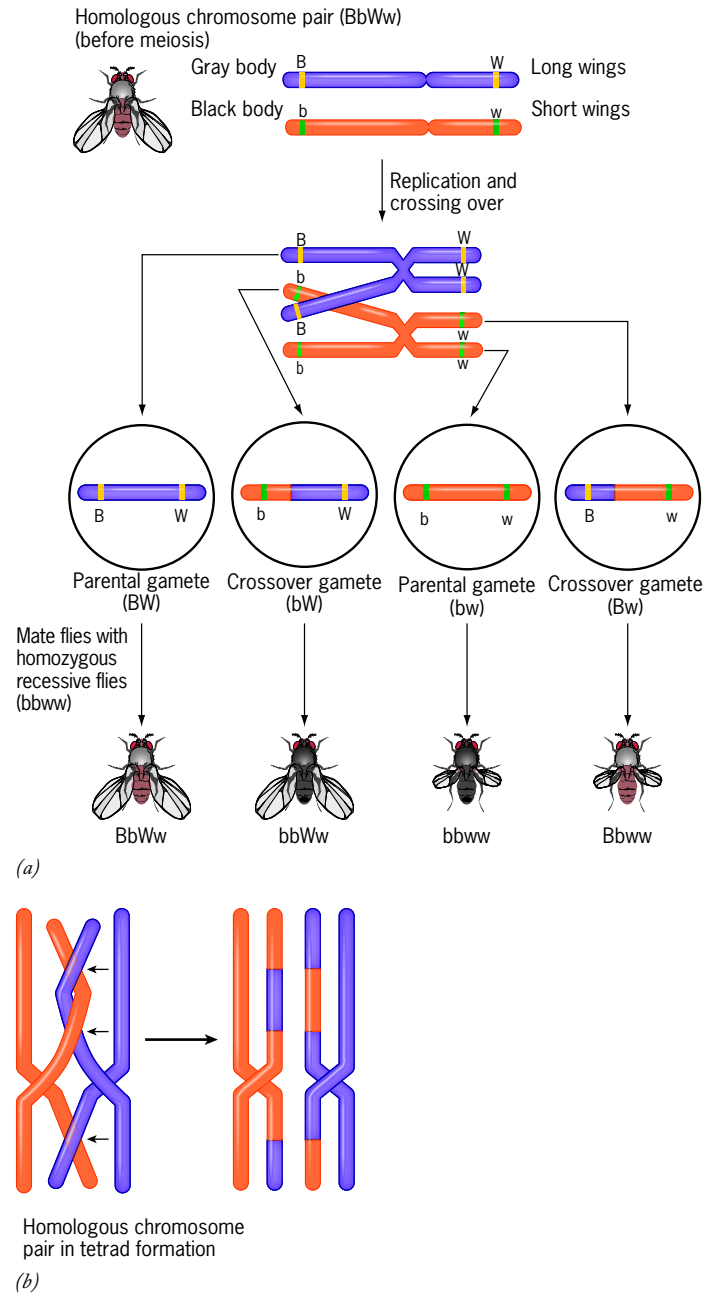 Homologous chromosome pair (BbWw)
(before meiosis)
B W
Gray body Long wings
Black body Short wings
b w
Replication and
crossing over
B W
b W
B w
b w
B W
b W
b w
B w
Parental gamete
(BW)
Crossover gamete
(bW)
Parental gamete
(bw)
Crossover gamete
(Bw)
Mate flies with
homozygous
recessive flies
(bbww)
BbWw bbWw bbww Bbww
(a)
Homologous chromosome
pair in tetrad formation
(b)